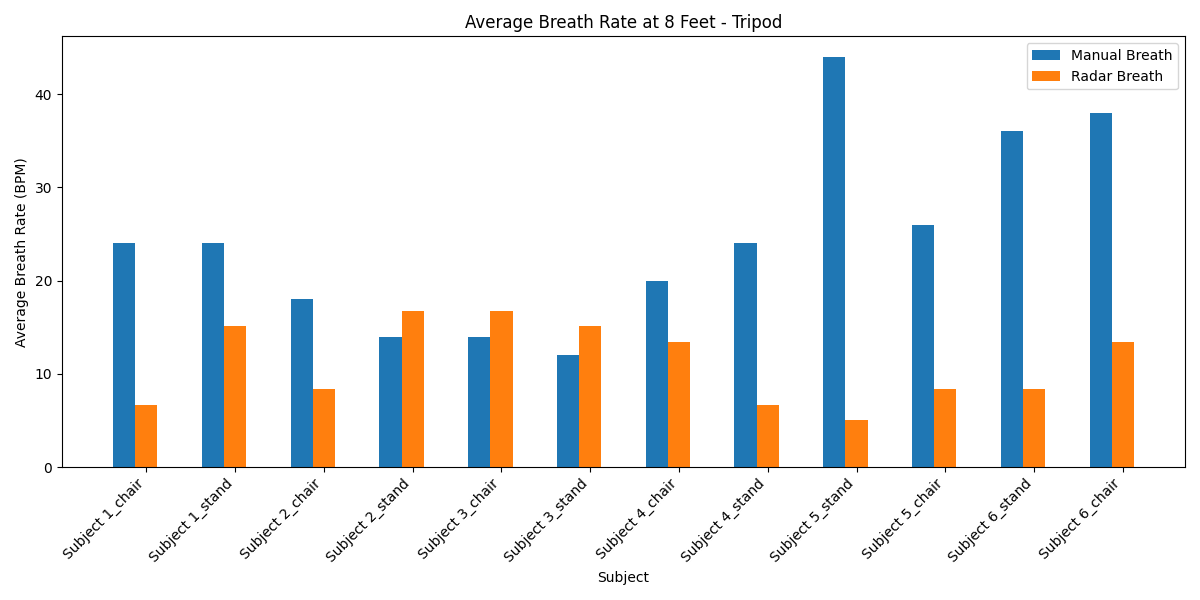 Average Breath Rate at 8 Feet - Tripod
Manual Breath
Radar Breath
Average Breath Rate (BPM)
40
30
20
10
0
Subject 1_chair
Subject 1_stand
Subject 2_chair
Subject 2_stand
Subject 3_chair
Subject 3_stand
Subject 4_chair
Subject 4_stand
Subject 5_stand
Subject 5_chair
Subject 6_stand
Subject 6_chair
Subject